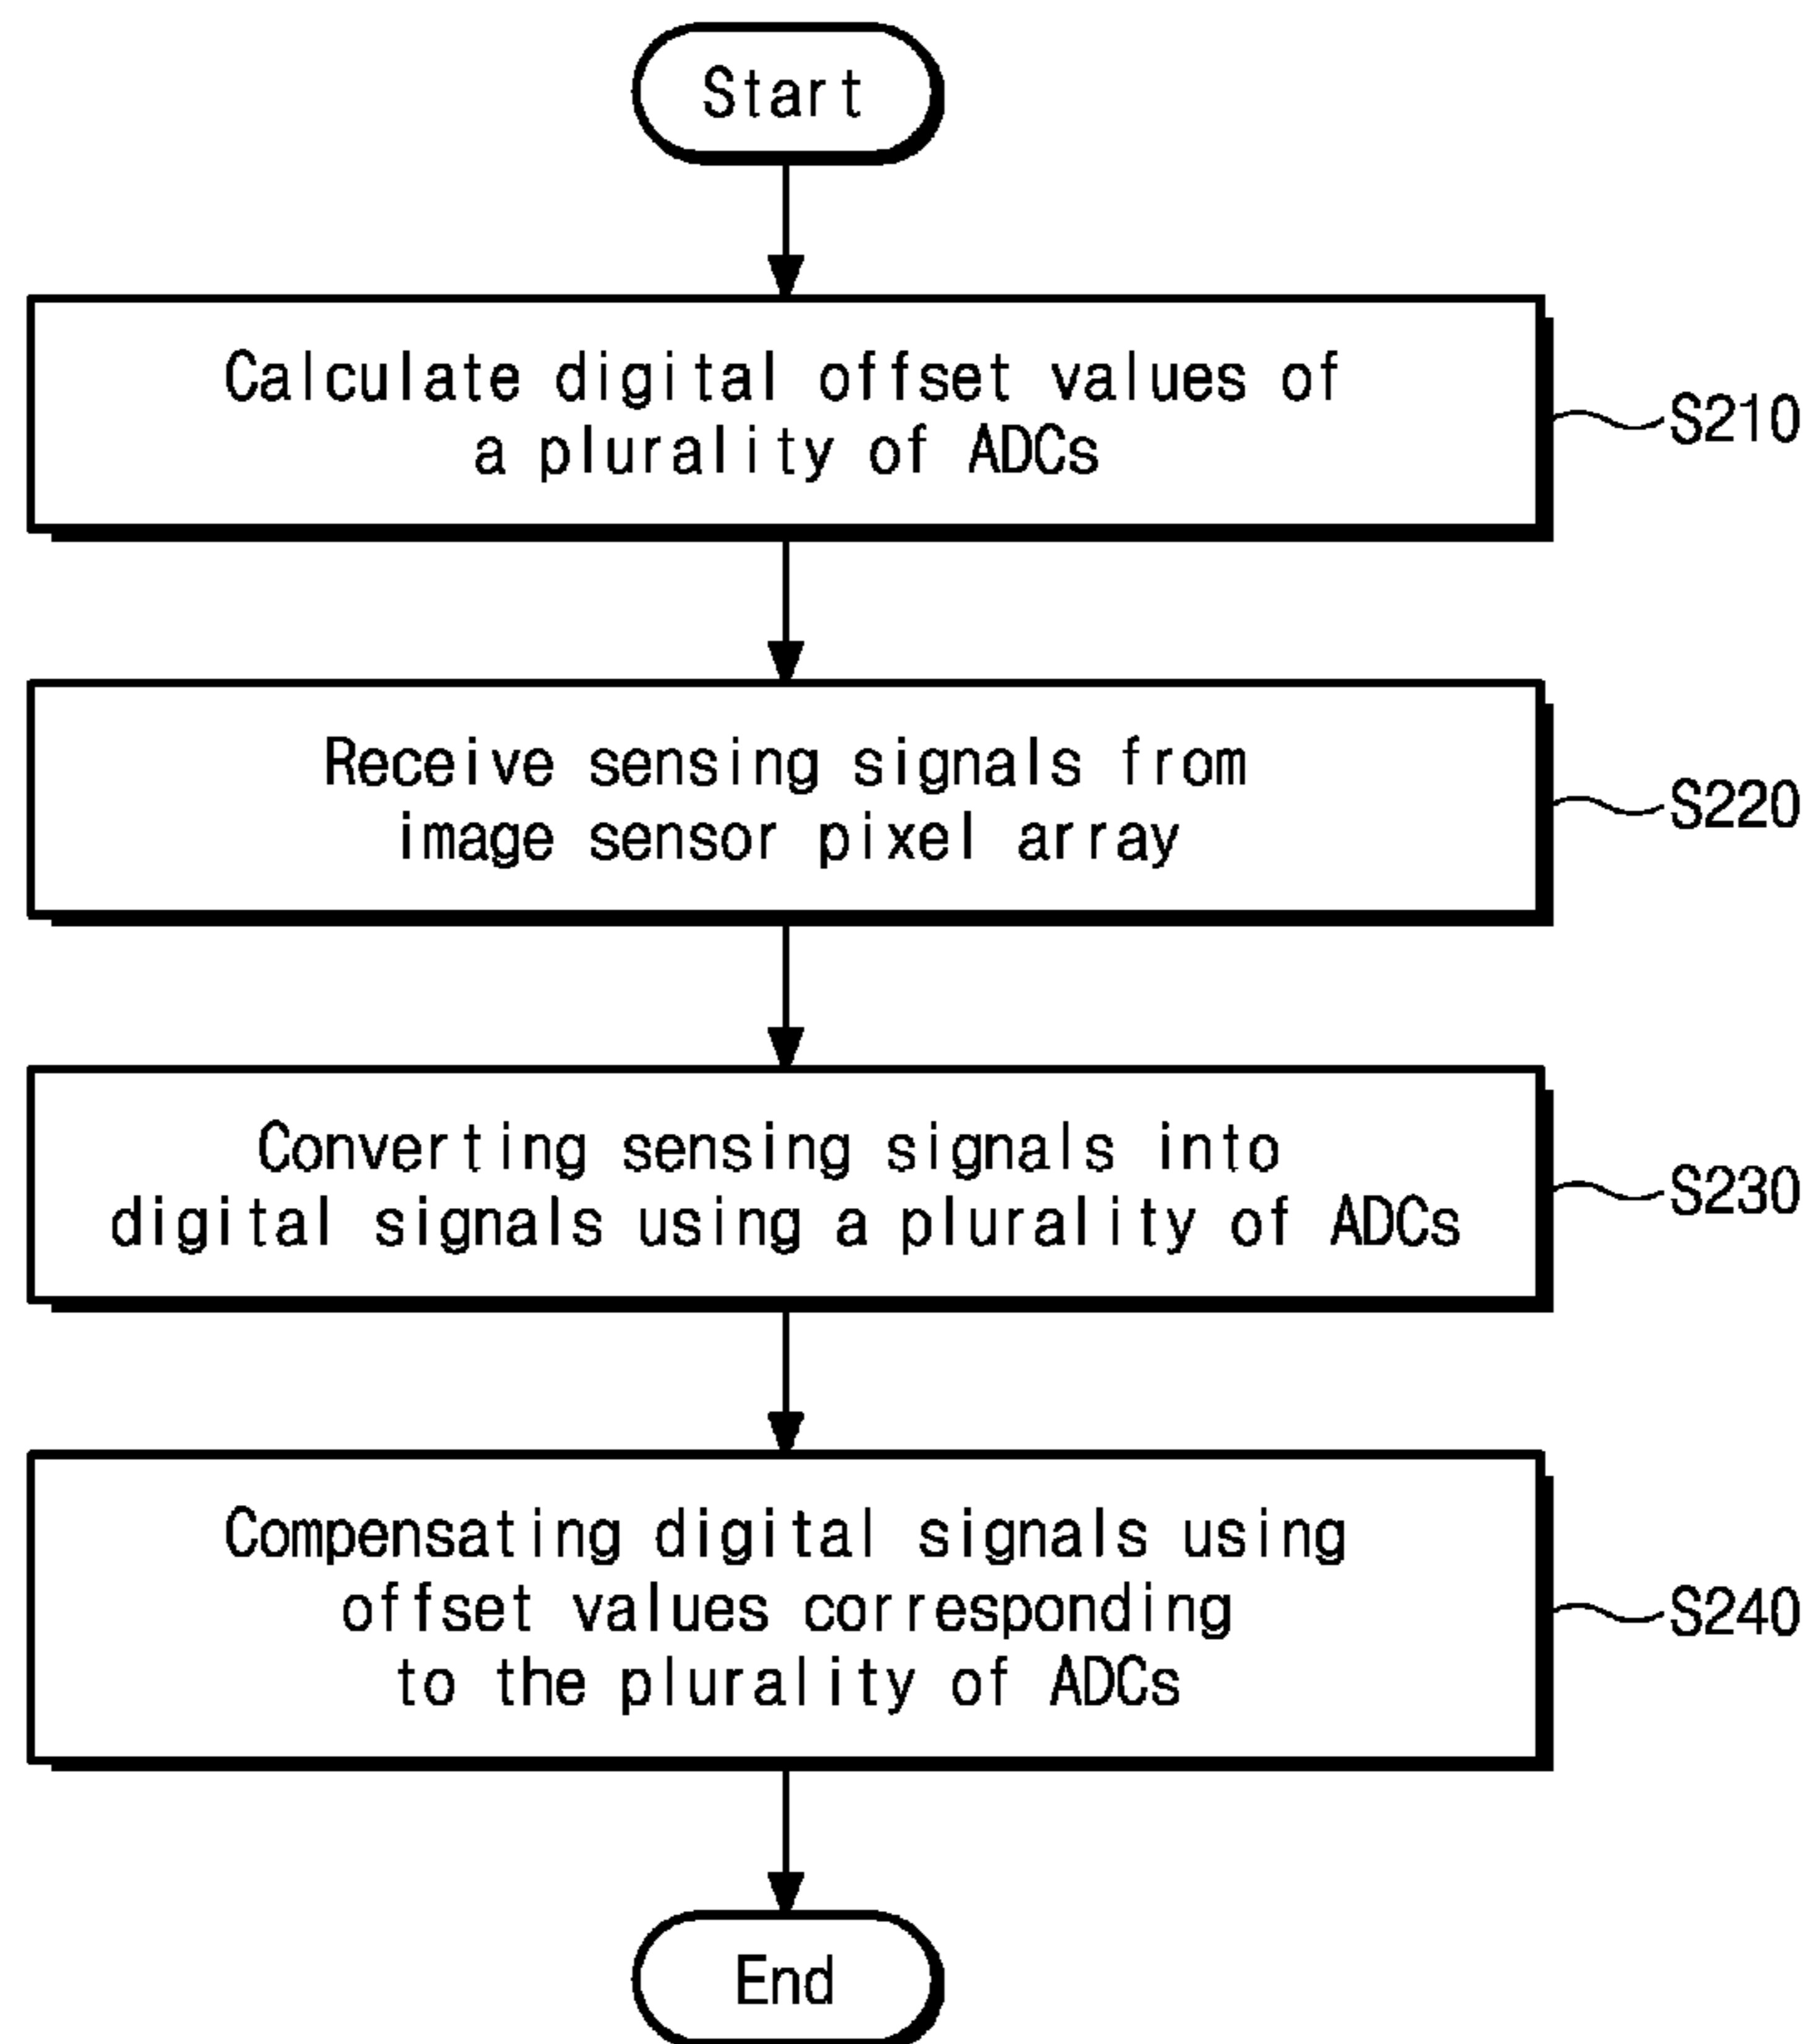 Start
Calculate digital offset values of
a plurality of ADCs
S210
Receive sensing signals from
image sensor pixel array
S220
Converting sensing signals into
digital signals using a plurality of ADCs
S230
Compensating digital signals using
offset values corresponding
to the plurality of ADCs
S240
End